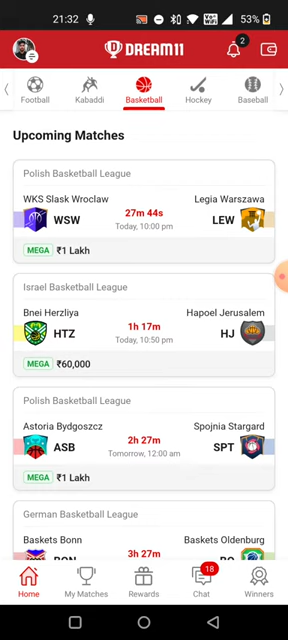 21:32
Vo WiFi
53%
DREAM11
2
Football
Kabaddi
Basketball
Hockey
Baseball
Upcoming Matches
Polish Basketball League
WKS Slask Wroclaw
Legia Warszawa
WSW
27m 44s
LEW
Today, 10:00 pm
MEGA ₹1 Lakh
Israel Basketball League
Bnei Herzliya
Hapoel Jerusalem
HTZ
1h 17m
HJ
Today, 10:50 pm
MEGA ₹60,000
Polish Basketball League
Astoria Bydgoszcz
Spojnia Stargard
ASB
2h 27m
SPT
Tomorrow, 12:00 am
MEGA ₹1 Lakh
German Basketball League
Baskets Bonn
Baskets Oldenburg
BON
3h 27m
BO
18
Home
My Matches
Rewards
Chat
Winners